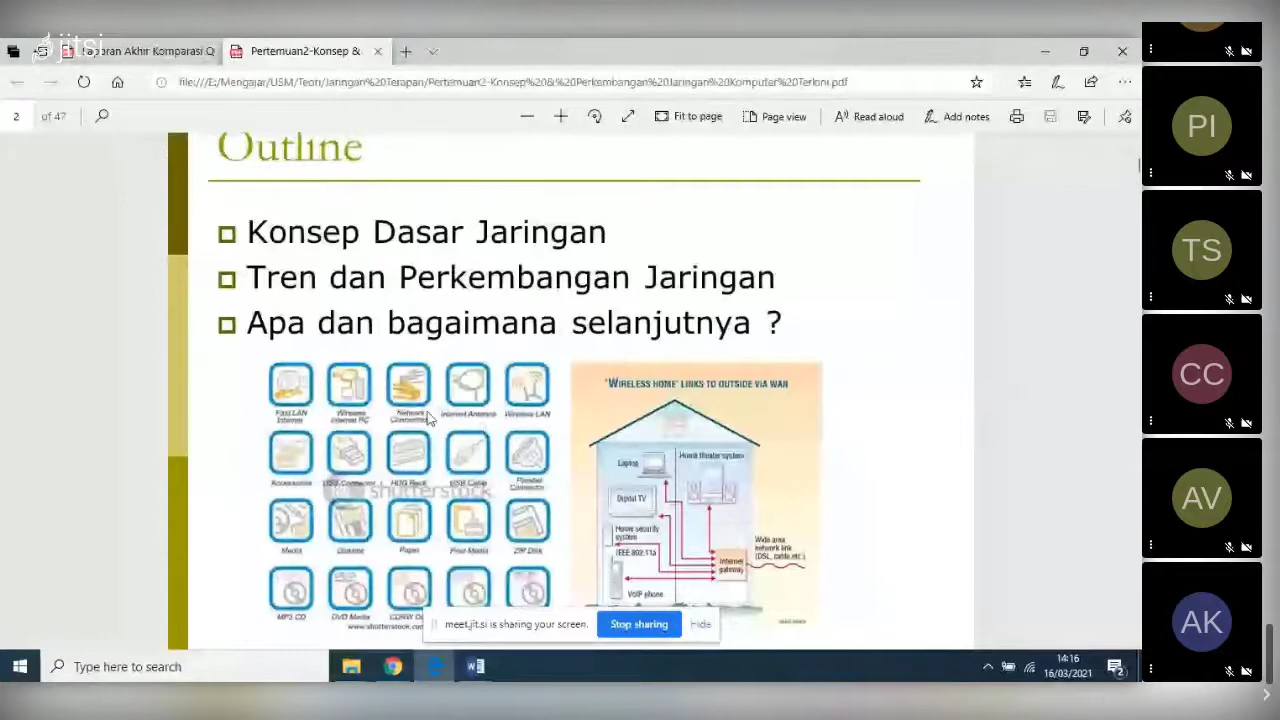 jitsi
poran Akhir Komparasi Q
Pertemuan2-Konsep &
file:///E:/Mengajar/USM/Teori/Jaringan%20Terapan/Pertemuan2-Konsep%20&%20Perkembangan%20Jaringan%20Komputer%20Terkini.pdf
2 of 47
Fit to page
Page view
Read aloud
Add notes
Outline
Konsep Dasar Jaringan
Tren dan Perkembangan Jaringan
Apa dan bagaimana selanjutnya ?
Fast LAN Internet
Wireless Internet PC
Network
Internet Antenna
Wireless LAN
Accessories
USB Connector
HUB Rack
USB Cable
Parallel Connector
shutterstock
Media
Diskette
Paper
Print Media
ZIP Disk
MP3 CD
DVD Media
CDRW
www.shutterstock.com
"WIRELESS HOME" LINKS TO OUTSIDE VIA WAN
Laptop
Home theater system
Digital TV
Home security system
IEEE 802.11a
VoIP phone
Internet gateway
Wide area network link (DSL, cable, etc.)
meet.jit.si is sharing your screen.
Stop sharing
Hide
Type here to search
14:16
16/03/2021
2
PI
TS
CC
AV
AK